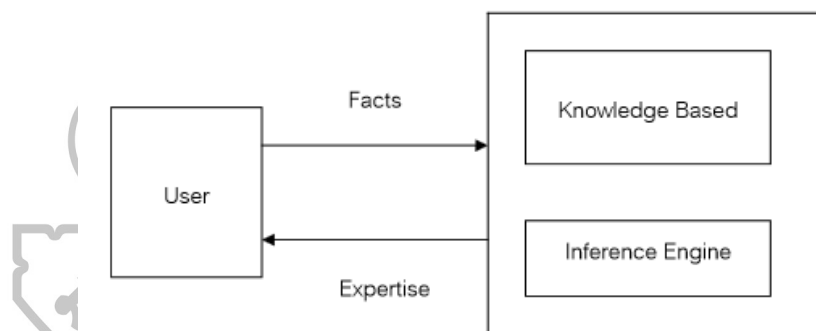 Facts
Knowledge Based
User
Inference Engine
Expertise